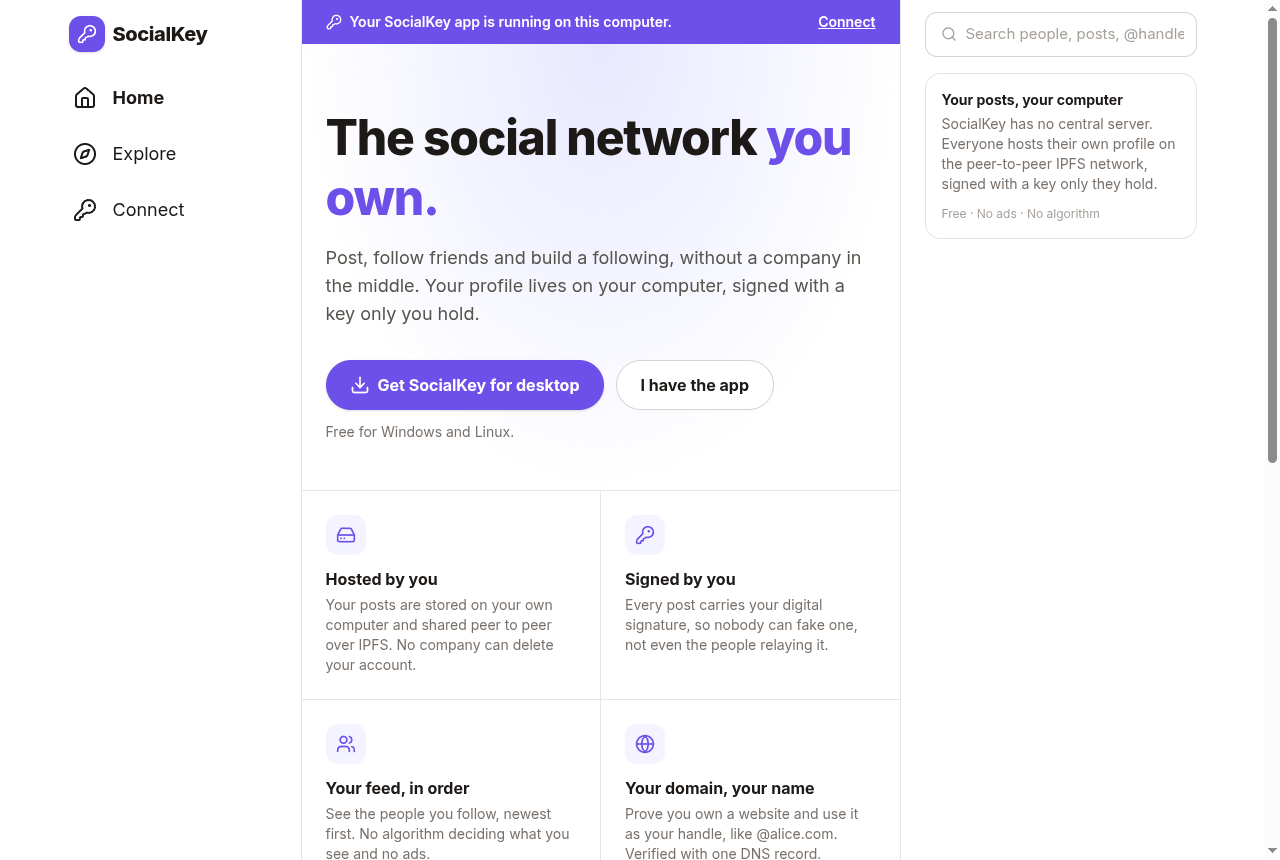 SocialKey
Home
Explore
Connect
Your SocialKey app is running on this computer.
Connect
The social network you
own.
Post, follow friends and build a following, without a company in
the middle. Your profile lives on your computer, signed with a
key only you hold.
Get SocialKey for desktop
I have the app
Free for Windows and Linux.
Hosted by you
Your posts are stored on your own
computer and shared peer to peer
over IPFS. No company can delete
your account.
Signed by you
Every post carries your digital
signature, so nobody can fake one,
not even the people relaying it.
Your feed, in order
See the people you follow, newest
first. No algorithm deciding what you
see and no ads.
Your domain, your name
Prove you own a website and use it
as your handle, like @alice.com.
Verified with one DNS record.
Search people, posts, @handle
Your posts, your computer
SocialKey has no central server.
Everyone hosts their own profile on
the peer-to-peer IPFS network,
signed with a key only they hold.
Free · No ads · No algorithm